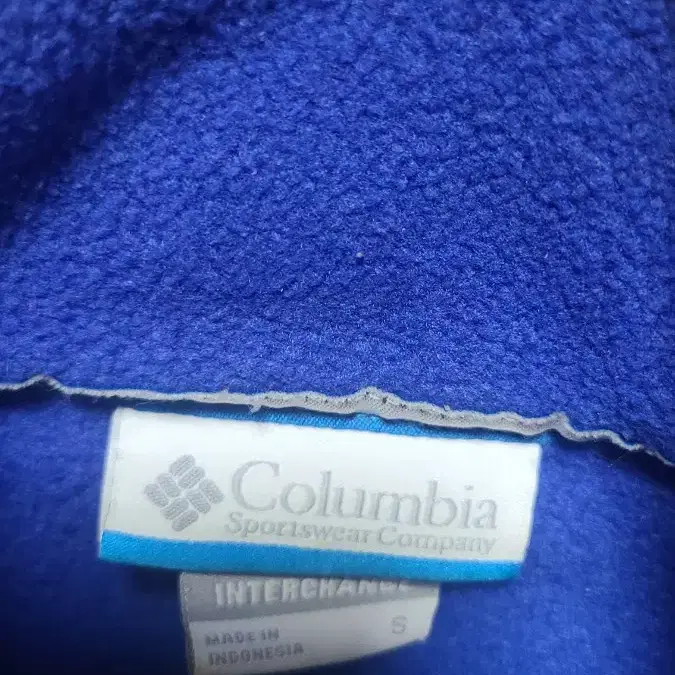 Columbia
Sportswear Company
INTERCHANGE
S
MADE IN
INDONESIA